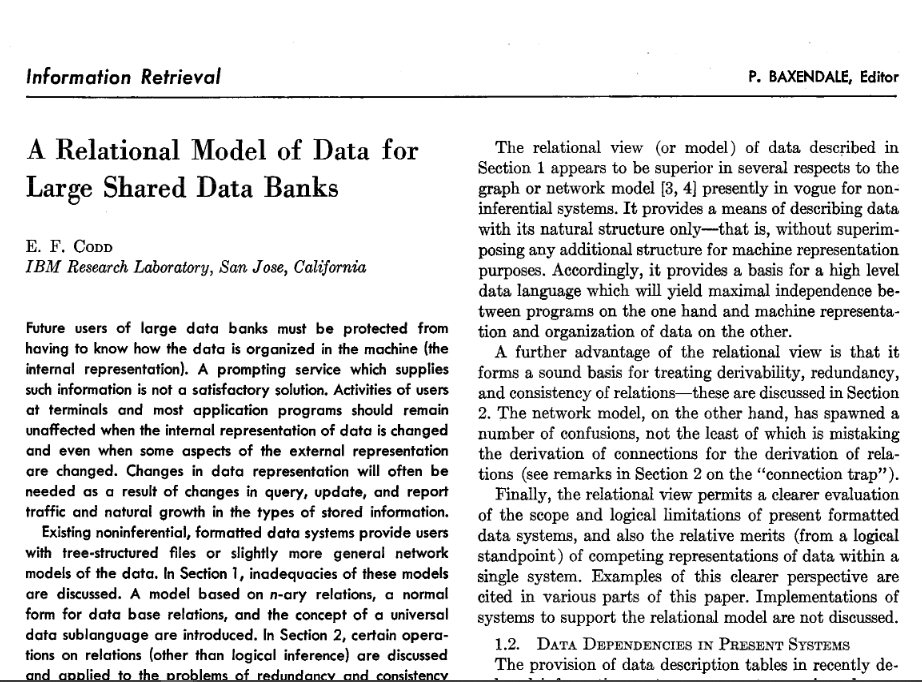 Information Retrieval
P. BAXENDALE, Editor
A Relational Model of Data for
Large Shared Data Banks
E. F. CODD
IBM Research Laboratory, San Jose, California
Future users of large data banks must be protected from
having to know how the data is organized in the machine (the
internal representation). A prompting service which supplies
such information is not a satisfactory solution. Activities of users
at terminals and most application programs should remain
unaffected when the internal representation of data is changed
and even when some aspects of the external representation
are changed. Changes in data representation will often be
needed as a result of changes in query, update, and report
traffic and natural growth in the types of stored information.
Existing noninferential, formatted data systems provide users
with tree-structured files or slightly more general network
models of the data. In Section 1, inadequacies of these models
are discussed. A model based on n-ary relations, a normal
form for data base relations, and the concept of a universal
data sublanguage are introduced. In Section 2, certain opera-
tions on relations (other than logical inference) are discussed
and applied to the problems of redundancy and consistency
The relational view (or model) of data described in
Section 1 appears to be superior in several respects to the
graph or network model [3, 4] presently in vogue for non-
inferential systems. It provides a means of describing data
with its natural structure only—that is, without superim-
posing any additional structure for machine representation
purposes. Accordingly, it provides a basis for a high level
data language which will yield maximal independence be-
tween programs on the one hand and machine representa-
tion and organization of data on the other.
A further advantage of the relational view is that it
forms a sound basis for treating derivability, redundancy,
and consistency of relations—these are discussed in Section
2. The network model, on the other hand, has spawned a
number of confusions, not the least of which is mistaking
the derivation of connections for the derivation of rela-
tions (see remarks in Section 2 on the "connection trap").
Finally, the relational view permits a clearer evaluation
of the scope and logical limitations of present formatted
data systems, and also the relative merits (from a logical
standpoint) of competing representations of data within a
single system. Examples of this clearer perspective are
cited in various parts of this paper. Implementations of
systems to support the relational model are not discussed.
1.2. DATA DEPENDENCIES IN PRESENT SYSTEMS
The provision of data description tables in recently de-